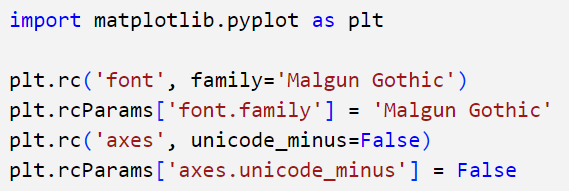 import matplotlib.pyplot as plt
plt.rc('font', family='Malgun Gothic')
plt.rcParams['font.family'] = 'Malgun Gothic'
plt.rc('axes', unicode_minus=False)
plt.rcParams['axes.unicode_minus'] = False